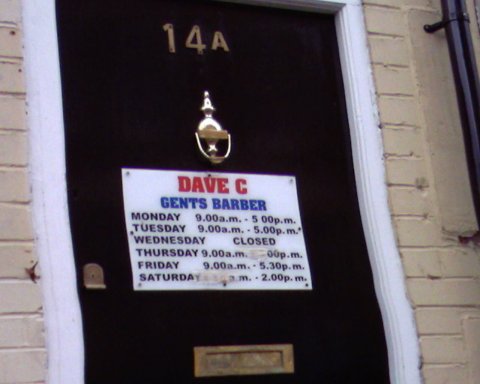 14A
DAVE C
GENTS BARBER
MONDAY 9.00a.m. - 5 00p.m.
TUESDAY 9.00a.m. - 5.00p.m.
WEDNESDAY CLOSED
THURSDAY 9.00a. 00p.m.
FRIDAY 9.00a.m. - 5.30p.m.
SATURDAY .m. - 2.00p.m.